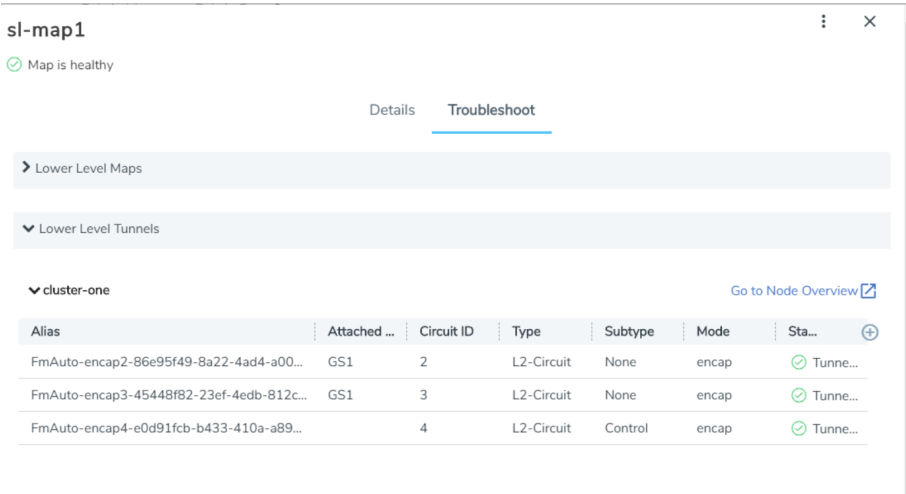 sl-map1
Map is healthy
Details Troubleshoot
Lower Level Maps
Lower Level Tunnels
cluster-one Go to Node Overview
Alias Attached ... Circuit ID Type Subtype Mode Sta...
FmAuto-encap2-86e95f49-8a22-4ad4-a00... GS1 2 L2-Circuit None encap Tunne...
FmAuto-encap3-45448f82-23ef-4edb-812c... GS1 3 L2-Circuit None encap Tunne...
FmAuto-encap4-e0d91fcb-b433-410a-a89... 4 L2-Circuit Control encap Tunne...